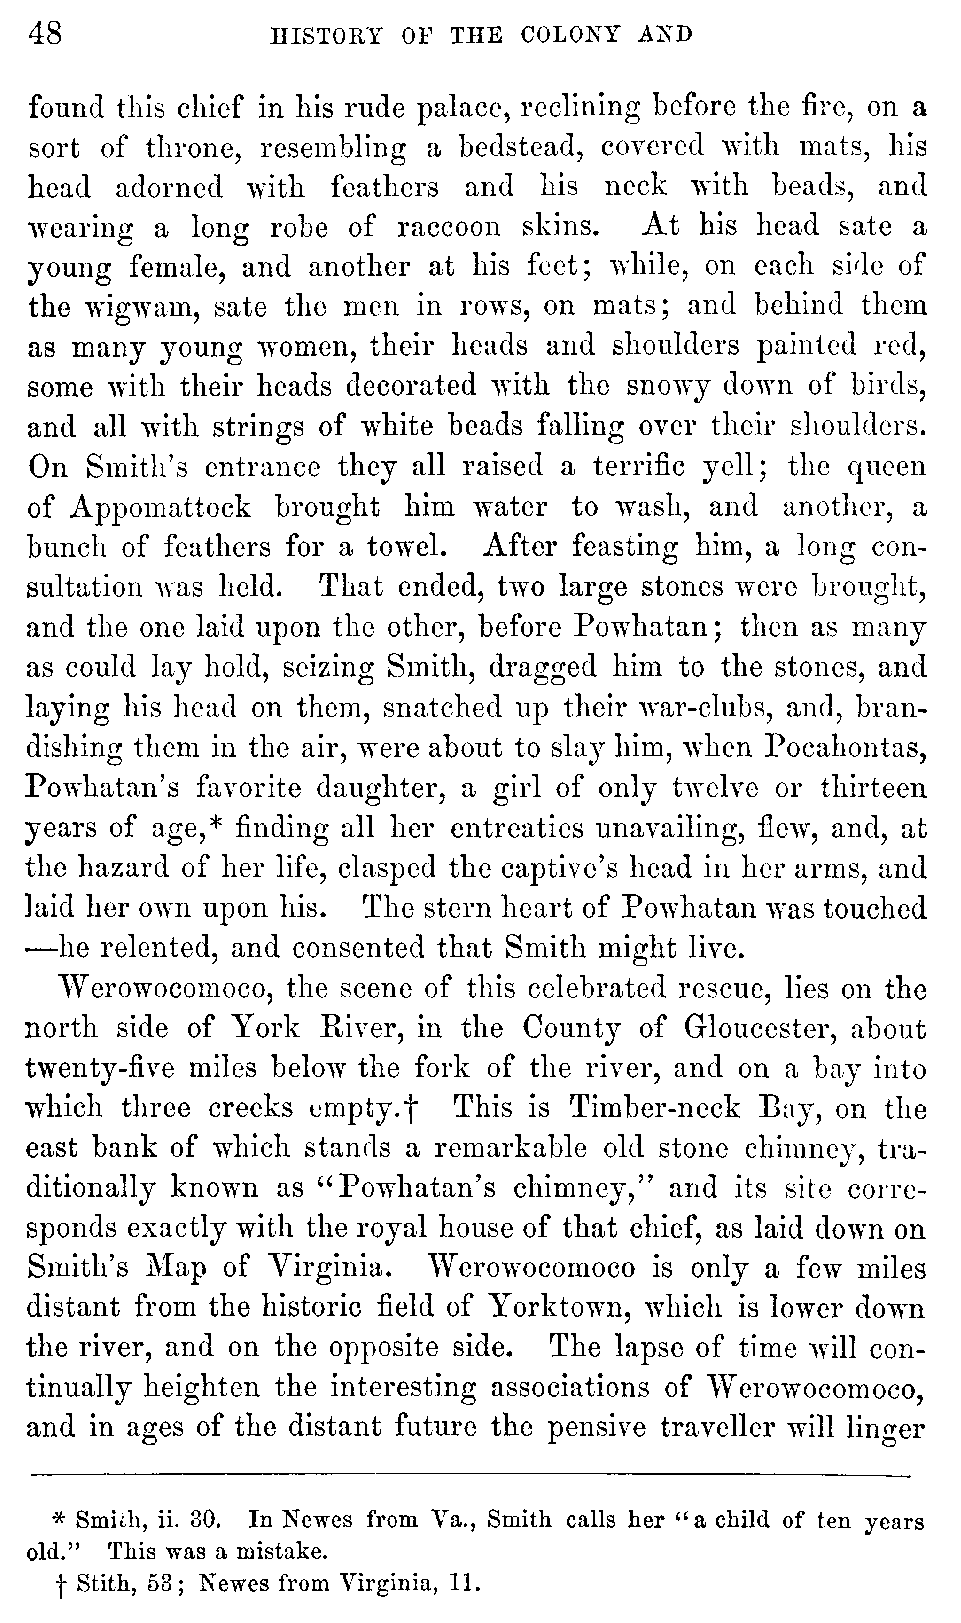 48 HISTORY OF THE COLONY AND
found this chief in his rude palace, reclining before the fire, on a
sort of throne, resembling a bedstead, covered with mats, his
head adorned with feathers and his neck with beads, and
wearing a long robe of raccoon skins. At his head sate a
young female, and another at his feet; while, on each side of
the wigwam, sate the men in rows, on mats; and behind them
as many young women, their heads and shoulders painted red,
some with their heads decorated with the snowy down of birds,
and all with strings of white beads falling over their shoulders.
On Smith's entrance they all raised a terrific yell; the queen
of Appomattock brought him water to wash, and another, a
bunch of feathers for a towel. After feasting him, a long con-
sultation was held. That ended, two large stones were brought,
and the one laid upon the other, before Powhatan; then as many
as could lay hold, seizing Smith, dragged him to the stones, and
laying his head on them, snatched up their war-clubs, and, bran-
dishing them in the air, were about to slay him, when Pocahontas,
Powhatan's favorite daughter, a girl of only twelve or thirteen
years of age,* finding all her entreaties unavailing, flew, and, at
the hazard of her life, clasped the captive's head in her arms, and
laid her own upon his. The stern heart of Powhatan was touched
—he relented, and consented that Smith might live.
Werowocomoco, the scene of this celebrated rescue, lies on the
north side of York River, in the County of Gloucester, about
twenty-five miles below the fork of the river, and on a bay into
which three creeks empty.† This is Timber-neck Bay, on the
east bank of which stands a remarkable old stone chimney, tra-
ditionally known as "Powhatan's chimney," and its site corre-
sponds exactly with the royal house of that chief, as laid down on
Smith's Map of Virginia. Werowocomoco is only a few miles
distant from the historic field of Yorktown, which is lower down
the river, and on the opposite side. The lapse of time will con-
tinually heighten the interesting associations of Werowocomoco,
and in ages of the distant future the pensive traveller will linger
* Smith, ii. 30. In Newes from Va., Smith calls her "a child of ten years
old." This was a mistake.
† Stith, 53; Newes from Virginia, 11.